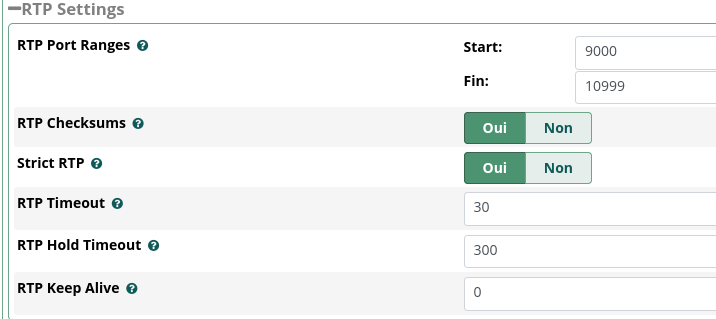 RTP Settings
RTP Port Ranges
Start:
9000
Fin:
10999
RTP Checksums
Oui Non
Strict RTP
Oui Non
RTP Timeout
30
RTP Hold Timeout
300
RTP Keep Alive
0